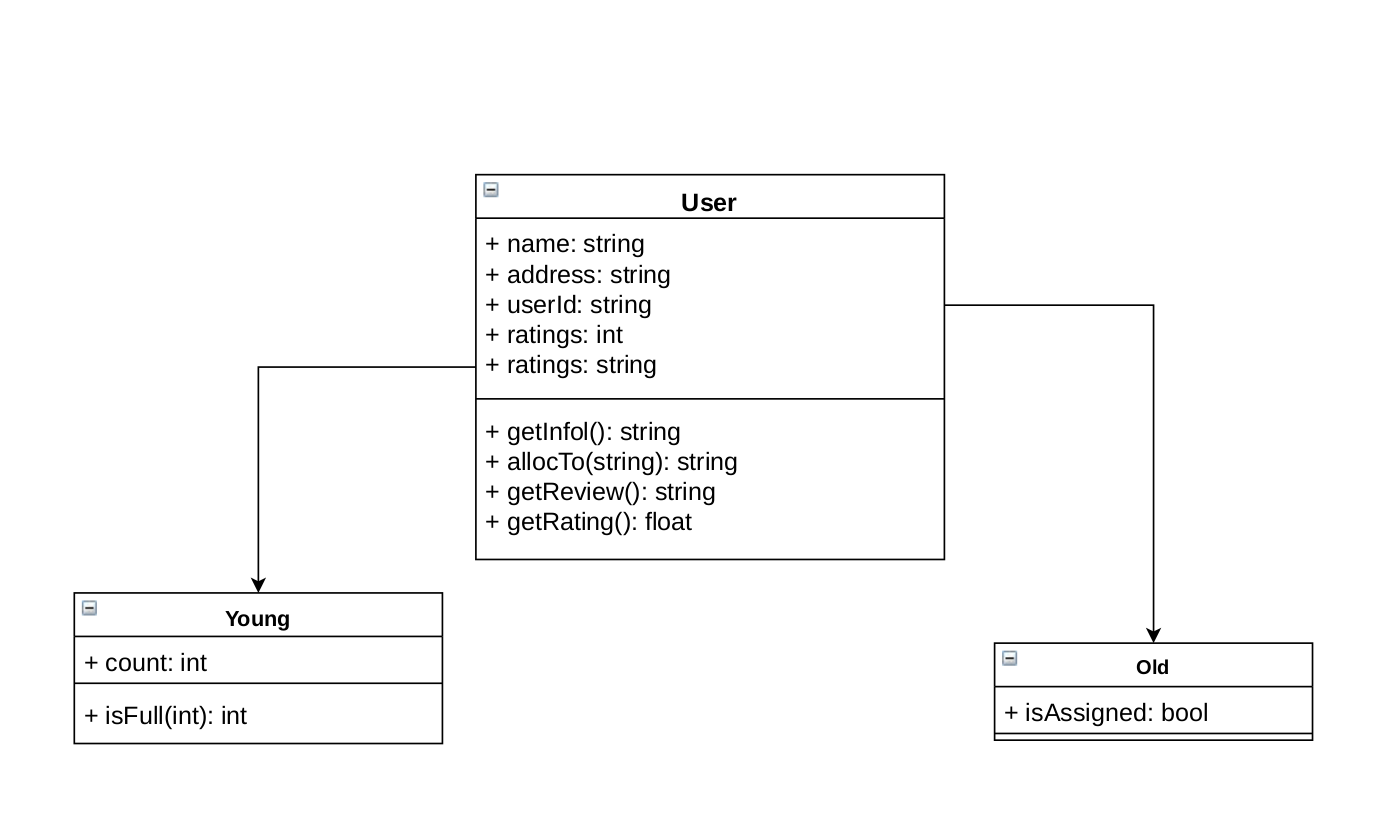 User
+ name: string
+ address: string
+ userId: string
+ ratings: int
+ ratings: string
+ getInfol(): string
+ allocTo(string): string
+ getReview(): string
+ getRating(): float
Young
+ count: int
+ isFull(int): int
Old
+ isAssigned: bool